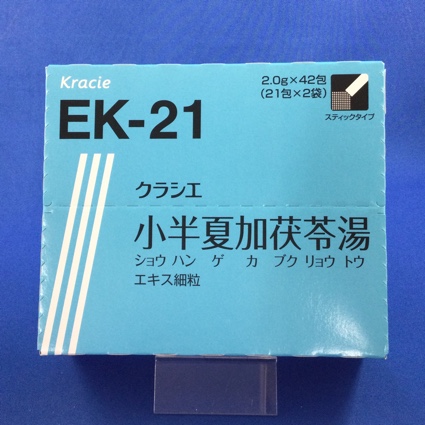 Kracie
2.0g×42包
(21包×2袋)
EK-21
スティックタイプ
クラシエ
小半夏加茯苓湯
ショウ ハン ゲ カ ブク リョウ トウ
エキス細粒